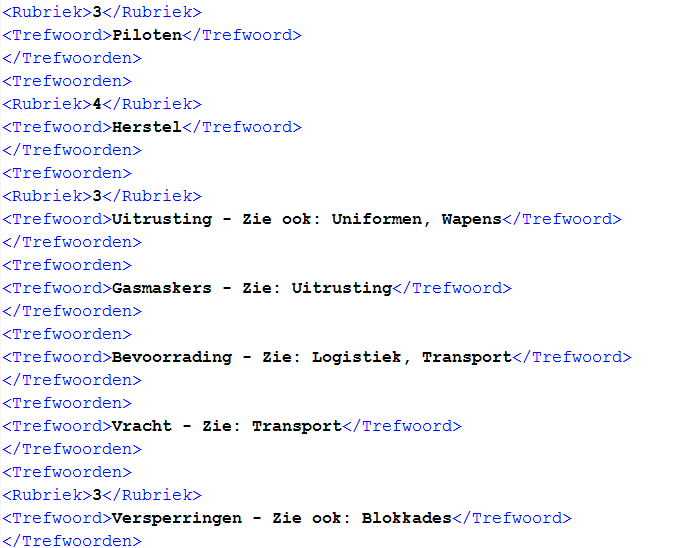 <Rubriek>3</Rubriek>
<Trefwoord>Piloten</Trefwoord>
</Trefwoorden>
<Trefwoorden>
<Rubriek>4</Rubriek>
<Trefwoord>Herstel</Trefwoord>
</Trefwoorden>
<Trefwoorden>
<Rubriek>3</Rubriek>
<Trefwoord>Uitrusting - Zie ook: Uniformen, Wapens</Trefwoord>
</Trefwoorden>
<Trefwoorden>
<Trefwoord>Gasmaskers - Zie: Uitrusting</Trefwoord>
</Trefwoorden>
<Trefwoorden>
<Trefwoord>Bevoorrading - Zie: Logistiek, Transport</Trefwoord>
</Trefwoorden>
<Trefwoorden>
<Trefwoord>Vracht - Zie: Transport</Trefwoord>
</Trefwoorden>
<Trefwoorden>
<Rubriek>3</Rubriek>
<Trefwoord>Versperringen - Zie ook: Blokkades</Trefwoord>
</Trefwoorden>